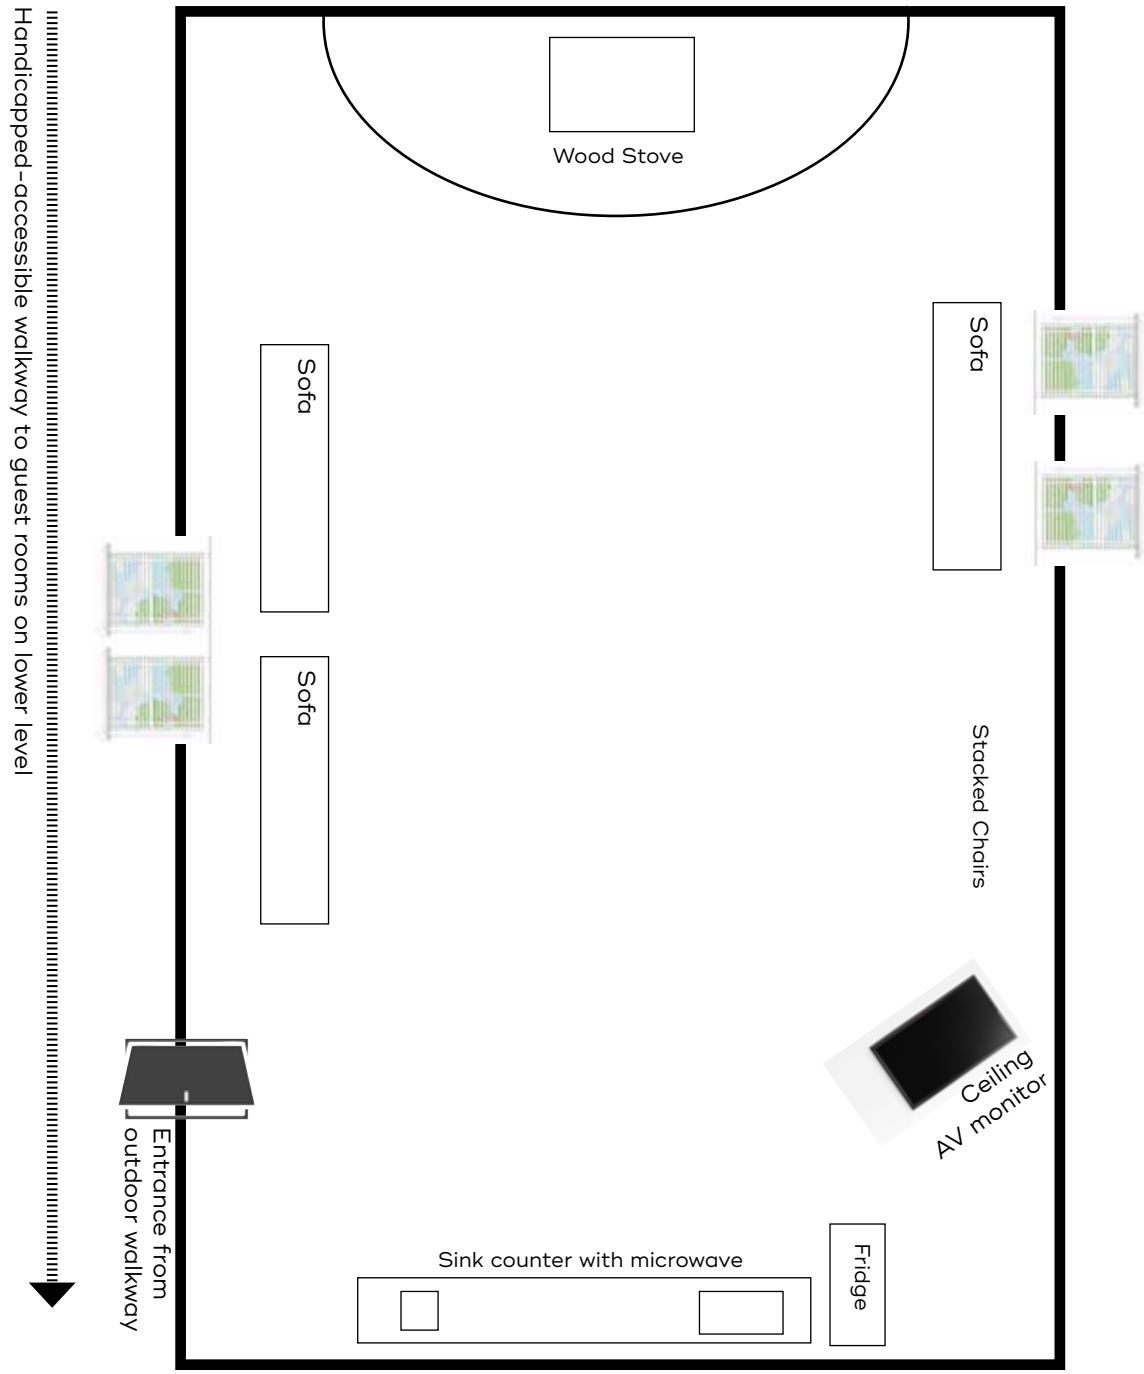 Handicapped-accessible walkway to guest rooms on lower level
Wood Stove
Sofa
Sofa
Sofa
Stacked Chairs
Ceiling
AV monitor
Entrance from
outdoor walkway
Sink counter with microwave
Fridge